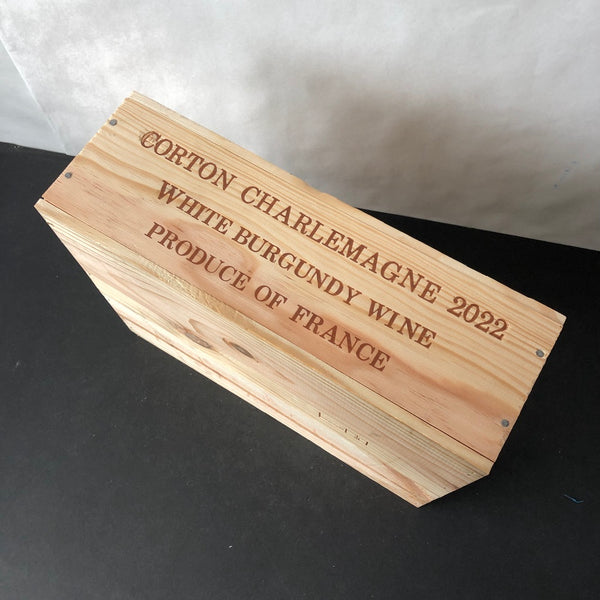 CORTON CHARLEMAGNE 2022
WHITE BURGUNDY WINE
PRODUCE OF FRANCE